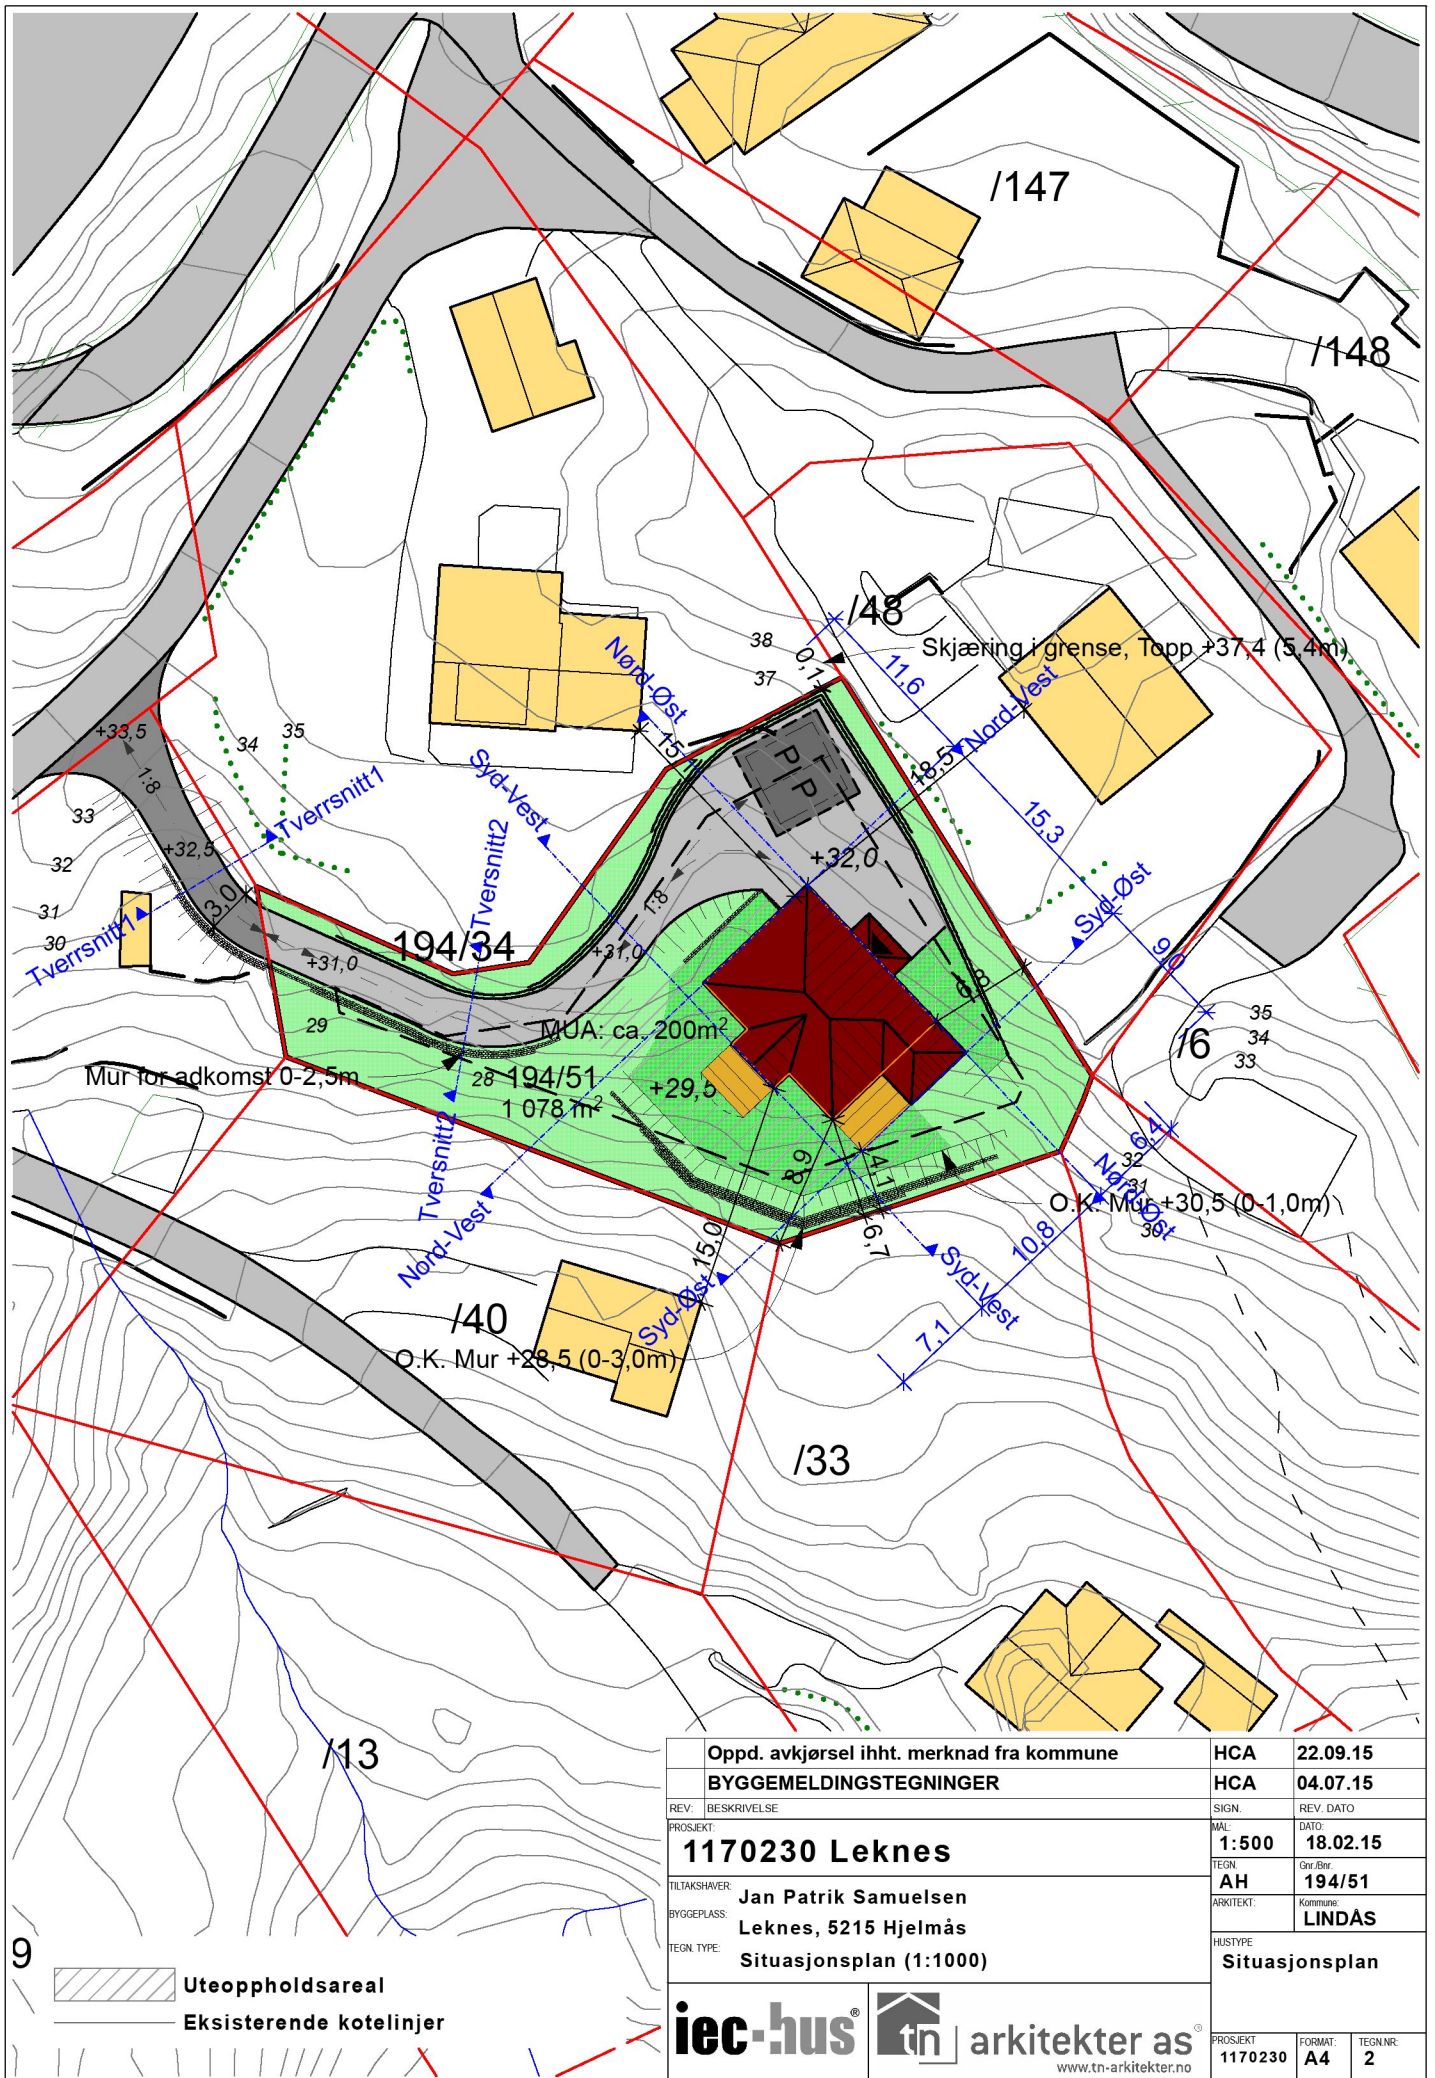 /147
/148
/48
Skjæring i grense, Topp +37,4 (5,4m)
38
37
0,1
11,6
Nord-Øst
Nord-Vest
15,1
18,5
Syd-Vest
34
35
+33,5
1:8
33
32
31
30
+32,5
Tverrsnitt1
Tverrsnitt1
3,0
Tversnitt2
P
P
+32,0
15,3
Syd-Øst
9,0
194/34
+31,0
+31,0
1:8
6,8
29
MUA: ca. 200m²
Mur for adkomst 0-2,5m
28
194/51
1 078 m²
+29,5
/6
35
34
33
6,4
32
31
30
Nord-Øst
O.K. Mur +30,5 (0-1,0m)
8,9
4,1
6,7
15,0
Tversnitt2
Nord-Vest
Syd-Øst
Syd-Vest
10,8
7,1
/40
O.K. Mur +28,5 (0-3,0m)
/33
/13
9
Uteoppholdsareal
Eksisterende kotelinjer
Oppd. avkjørsel ihht. merknad fra kommune HCA 22.09.15
BYGGEMELDINGSTEGNINGER HCA 04.07.15
REV: BESKRIVELSE SIGN. REV. DATO
PROSJEKT:
1170230 Leknes
MÅL:
1:500
DATO:
18.02.15
TEGN.
AH
Gnr./Bnr.
194/51
ARKITEKT:
Kommune:
LINDÅS
TILTAKSHAVER:
Jan Patrik Samuelsen
BYGGEPLASS:
Leknes, 5215 Hjelmås
TEGN. TYPE:
Situasjonsplan (1:1000)
HUSTYPE
Situasjonsplan
iec-hus®
tn arkitekter as®
www.tn-arkitekter.no
PROSJEKT
1170230
FORMAT:
A4
TEGN.NR:
2